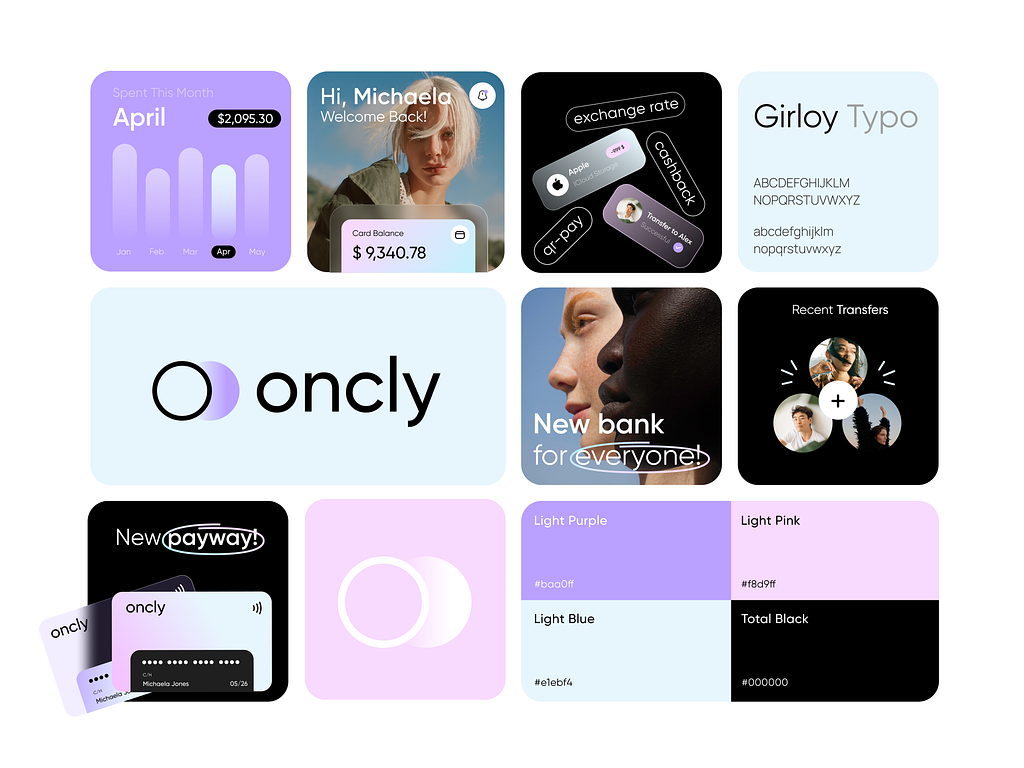 Spent This Month
April
$2,095.30
Jan
Feb
Mar
Apr
May
Hi, Michaela
Welcome Back!
Card Balance
$ 9,340.78
exchange rate
Apple
iCloud Storage
-499 $
cashback
Transfer to Alex
Successful
qr-pay
Girloy Typo
ABCDEFGHIJKLM
NOPQRSTUVWXYZ
abcdefghijklm
nopqrstuvwxyz
oncly
New bank
for everyone!
Recent Transfers
+
New payway!
oncly
C/H
Michaela
oncly
C/H
Michaela Jones
05/26
Light Purple
#baa0ff
Light Pink
#f8d9ff
Light Blue
#e1ebf4
Total Black
#000000